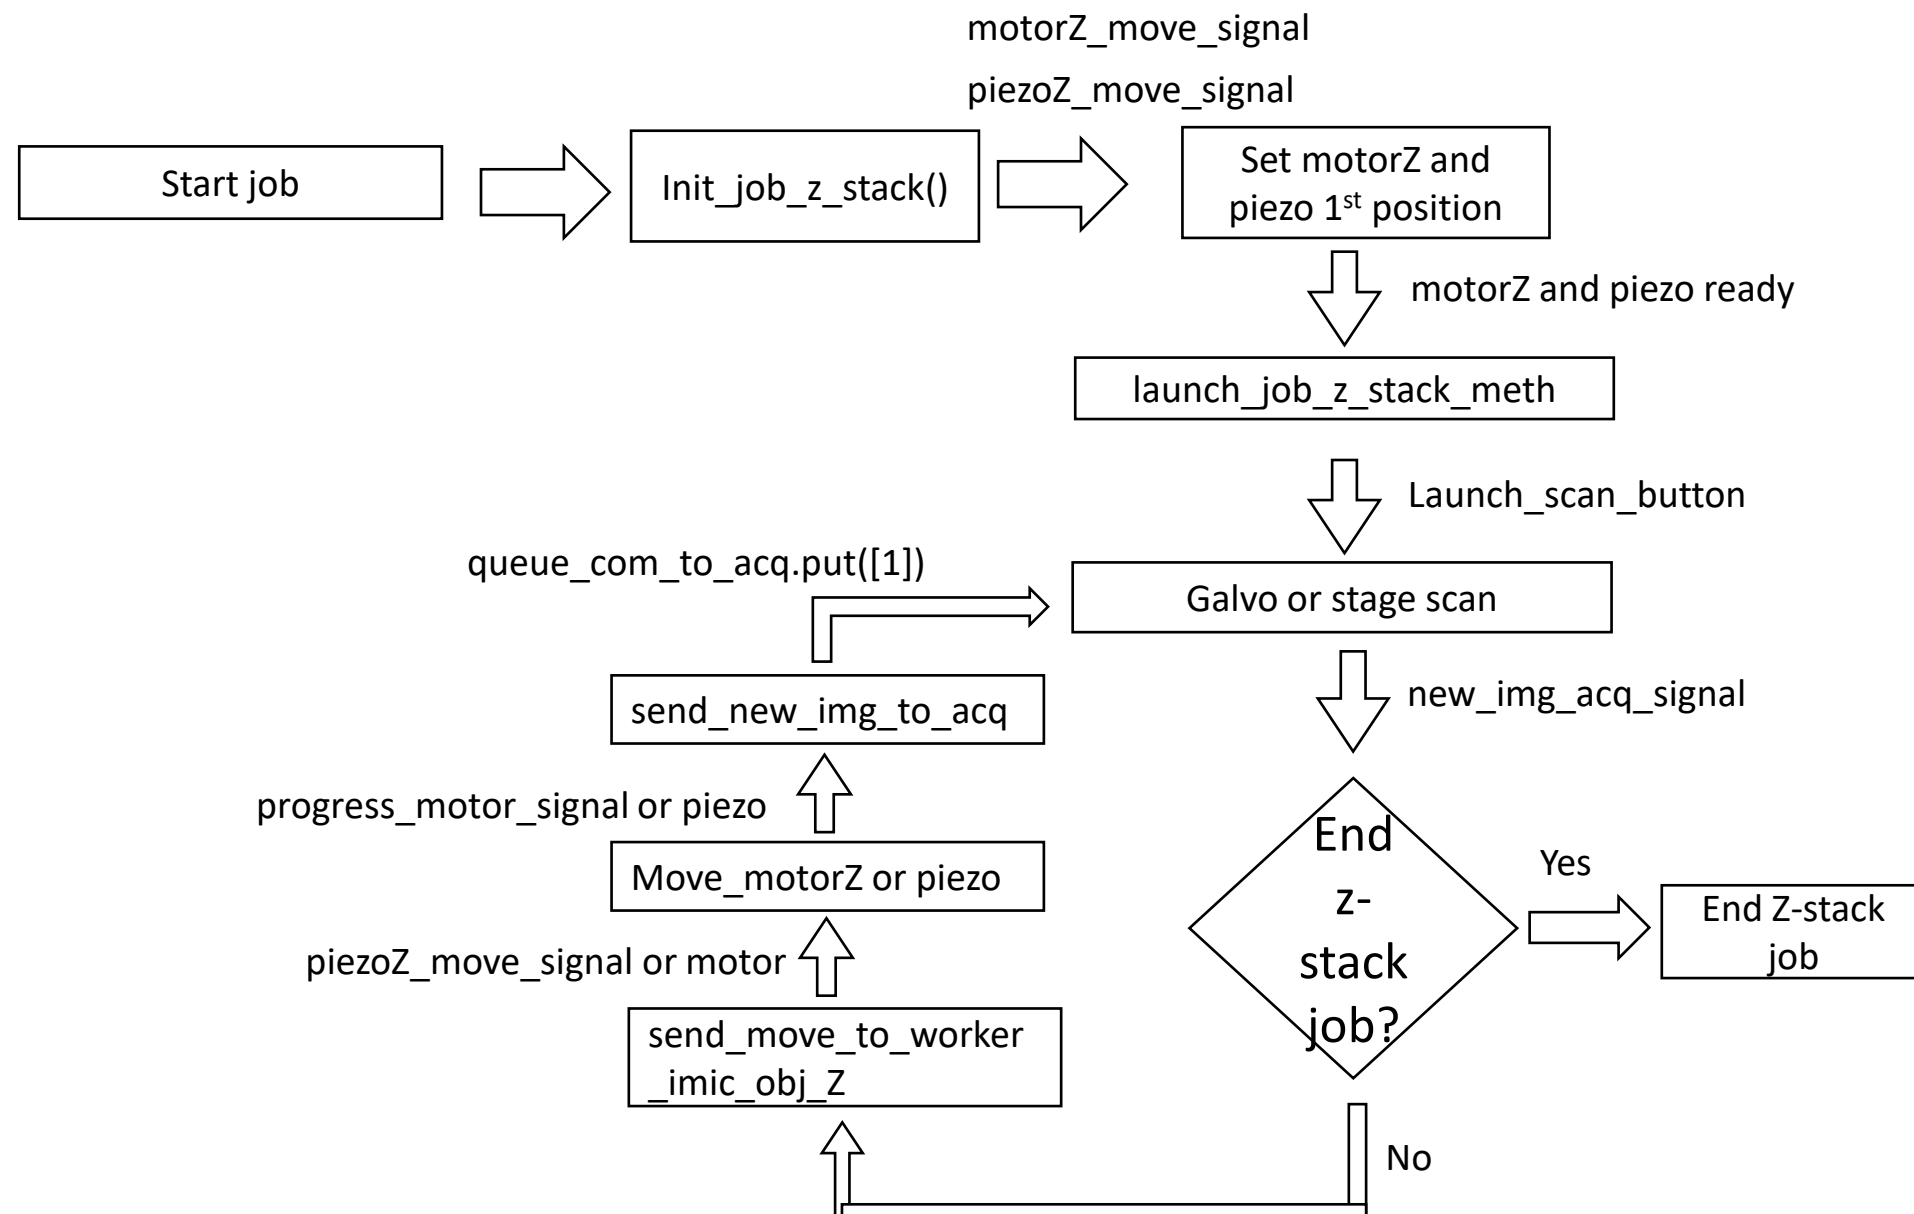 motorZ_move_signal
piezoZ_move_signal
Start job
Init_job_z_stack()
Set motorZ and
piezo 1st position
motorZ and piezo ready
launch_job_z_stack_meth
Launch_scan_button
queue_com_to_acq.put([1])
Galvo or stage scan
send_new_img_to_acq
new_img_acq_signal
progress_motor_signal or piezo
Move_motorZ or piezo
piezoZ_move_signal or motor
send_move_to_worker
_imic_obj_Z
End
z-
stack
job?
Yes
End Z-stack
job
No